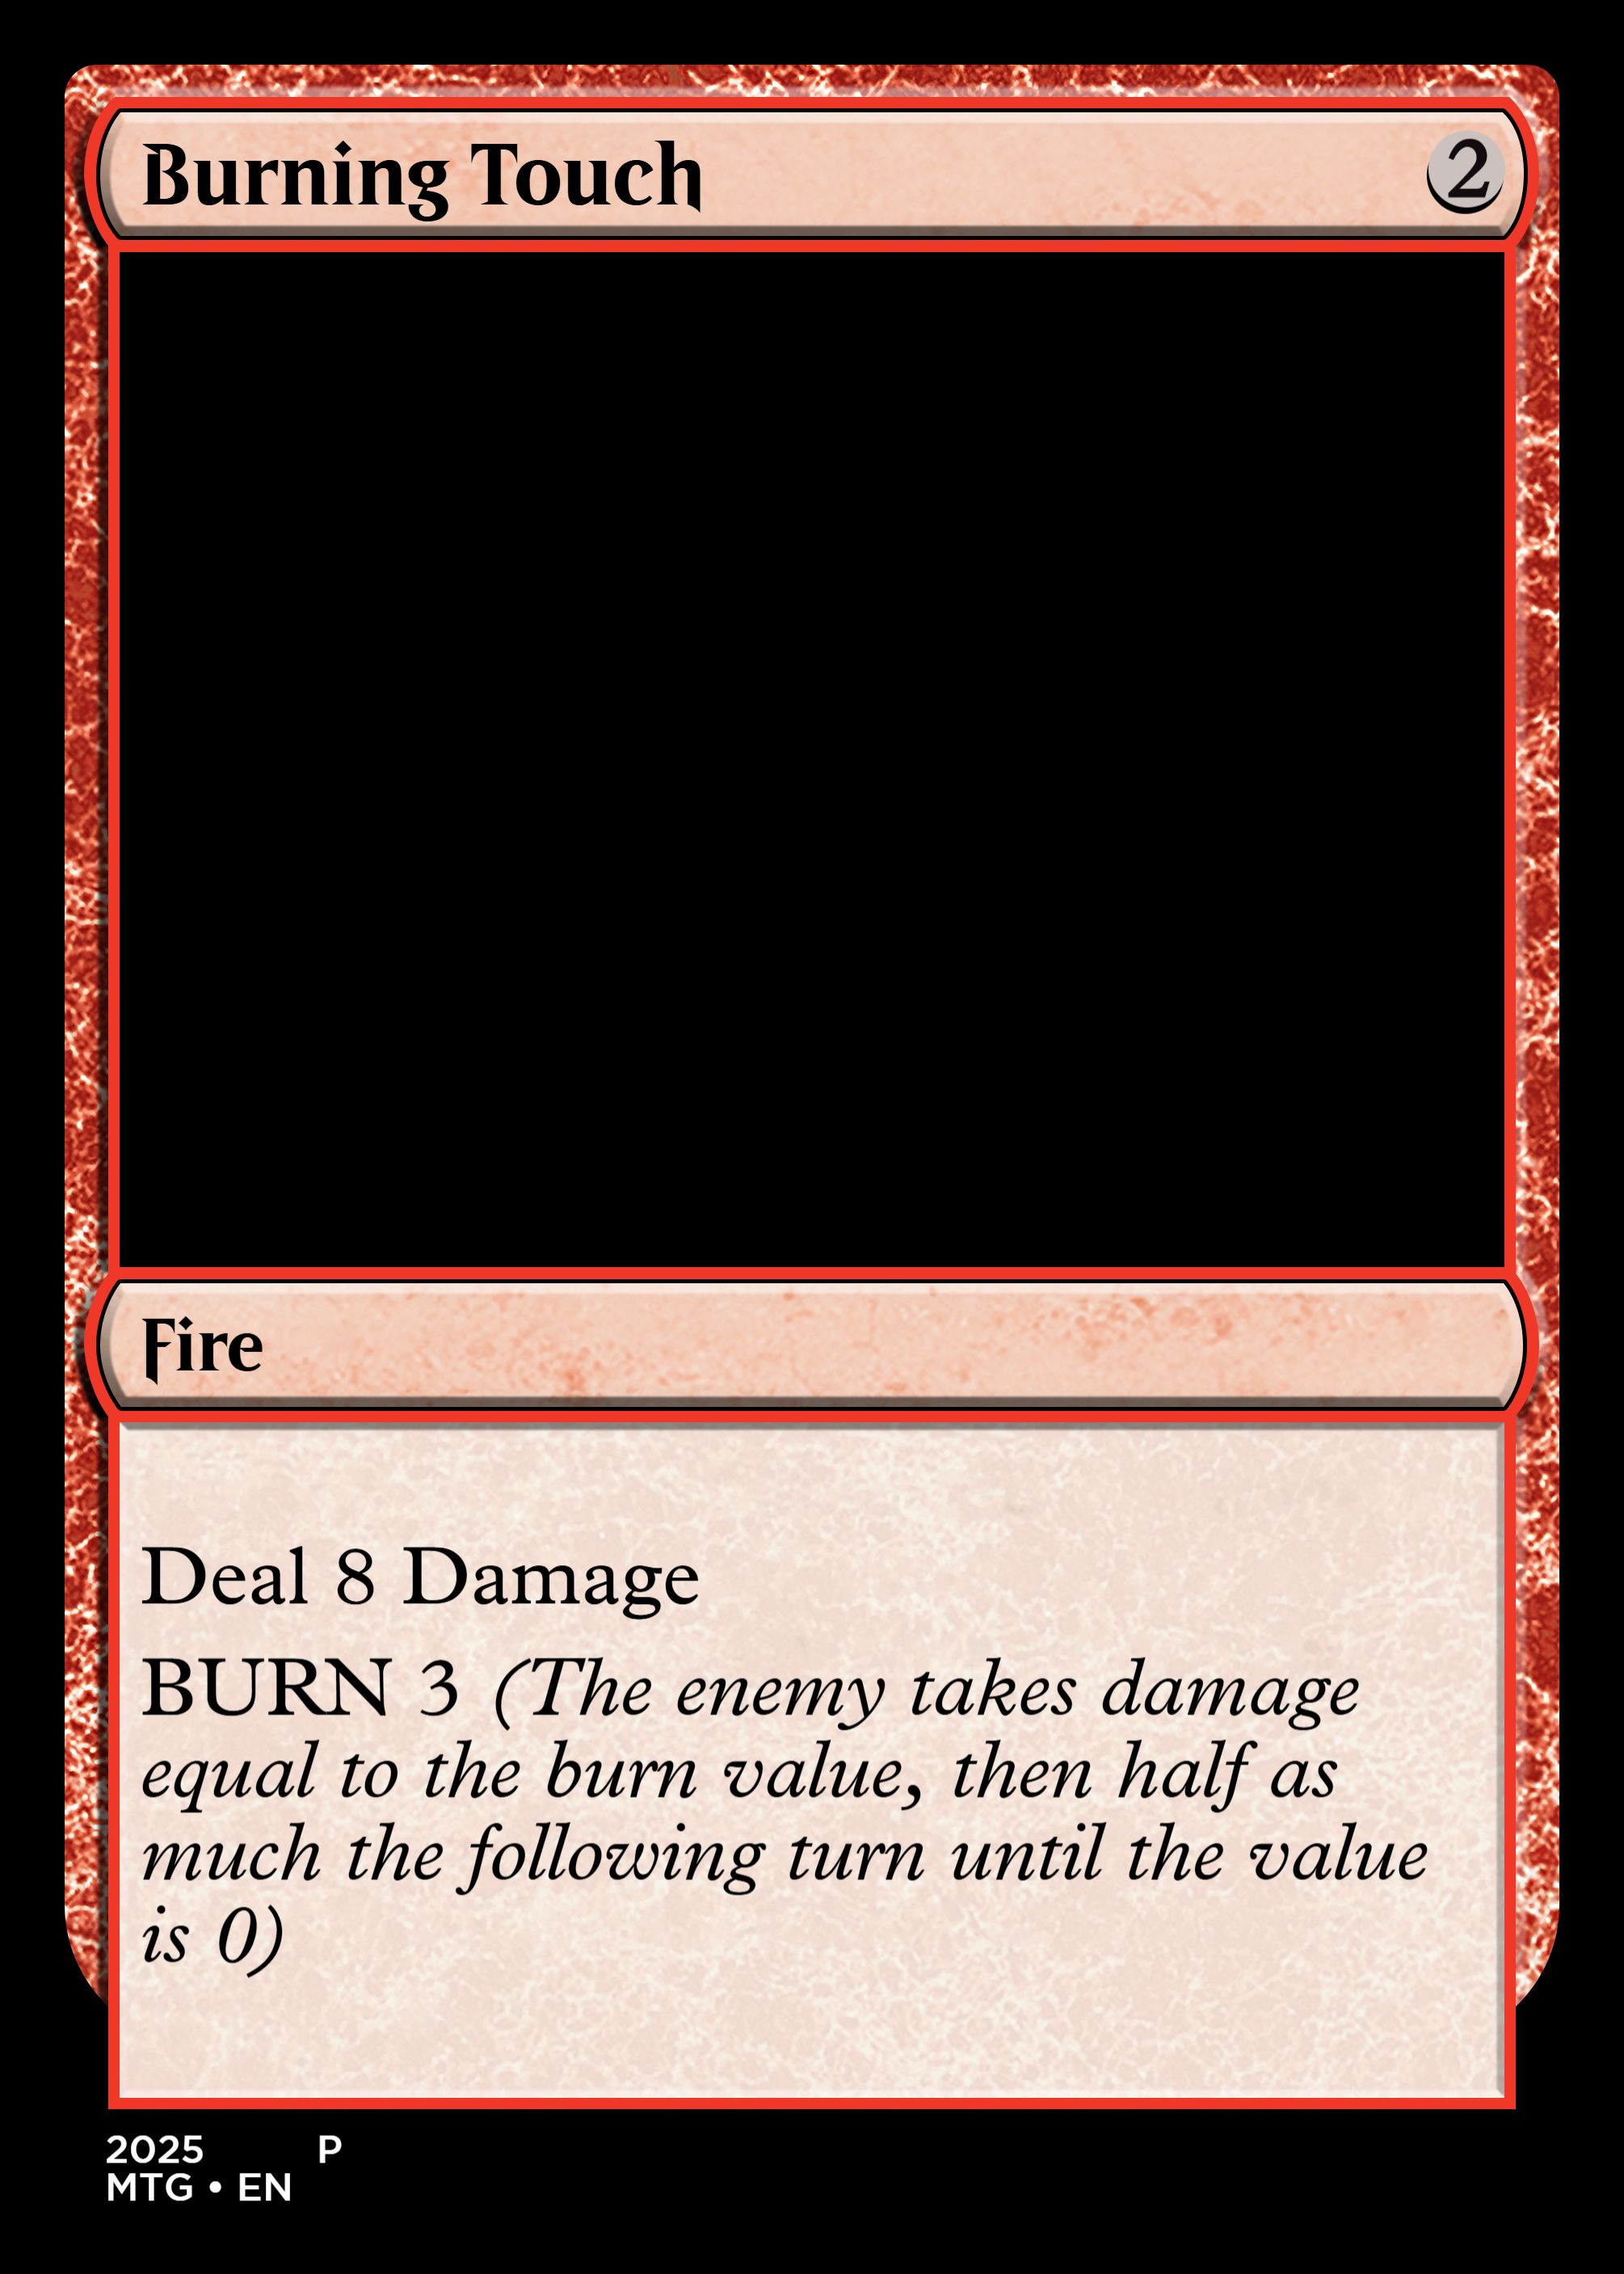 Burning Touch 2
Fire
Deal 8 Damage
BURN 3 (The enemy takes damage
equal to the burn value, then half as
much the following turn until the value
is 0)
2025 P
MTG • EN